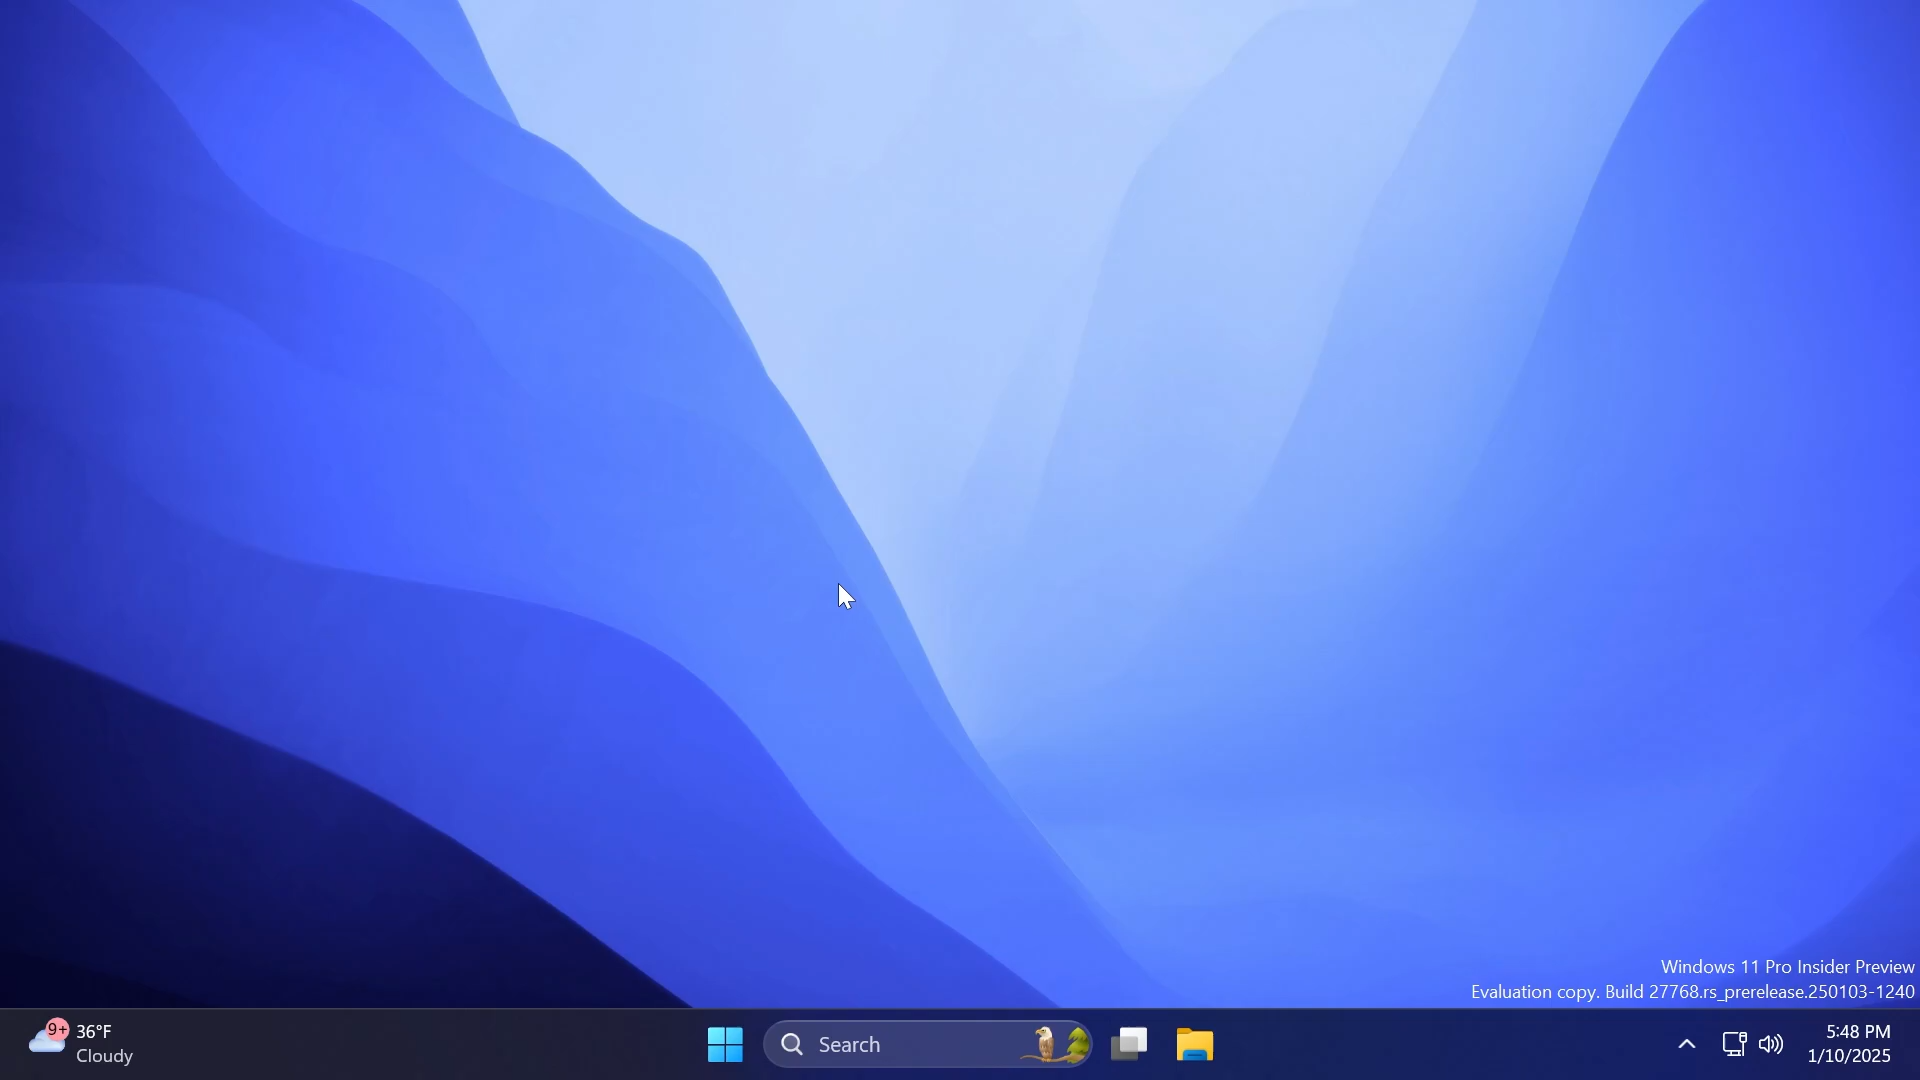 Windows 11 Pro Insider Preview
Evaluation copy. Build 27768.rs_prerelease.250103-1240
9+
36°F
Cloudy
Search
5:48 PM
1/10/2025